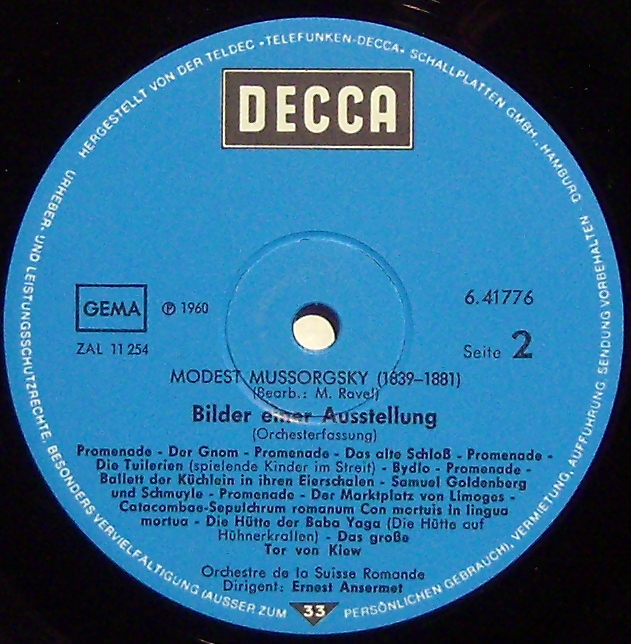 URHEBER- UND LEISTUNGSSCHUTZRECHTE, BESONDERS VERVIELFÄLTIGUNG (AUSSER ZUM PERSÖNLICHEN GEBRAUCH), VERMIETUNG, AUFFÜHRUNG, SENDUNG VORBEHALTEN
HERGESTELLT VON DER TELDEC »TELEFUNKEN-DECCA« SCHALLPLATTEN GMBH., HAMBURG
DECCA
GEMA ℗ 1960
6.41776
ZAL 11 254
Seite 2
MODEST MUSSORGSKY (1839–1881)
(Bearb.: M. Ravel)
Bilder einer Ausstellung
(Orchesterfassung)
Promenade - Der Gnom - Promenade - Das alte Schloß - Promenade -
Die Tuilerien (spielende Kinder im Streit) - Bydlo - Promenade -
Ballett der Küchlein in ihren Eierschalen - Samuel Goldenberg
und Schmuyle - Promenade - Der Marktplatz von Limoges -
Catacombae-Sepulchrum romanum Con mortuis in lingua
mortua - Die Hütte der Baba Yaga (Die Hütte auf
Hühnerkrallen) - Das große
Tor von Kiew
Orchestre de la Suisse Romande
Dirigent: Ernest Ansermet
33